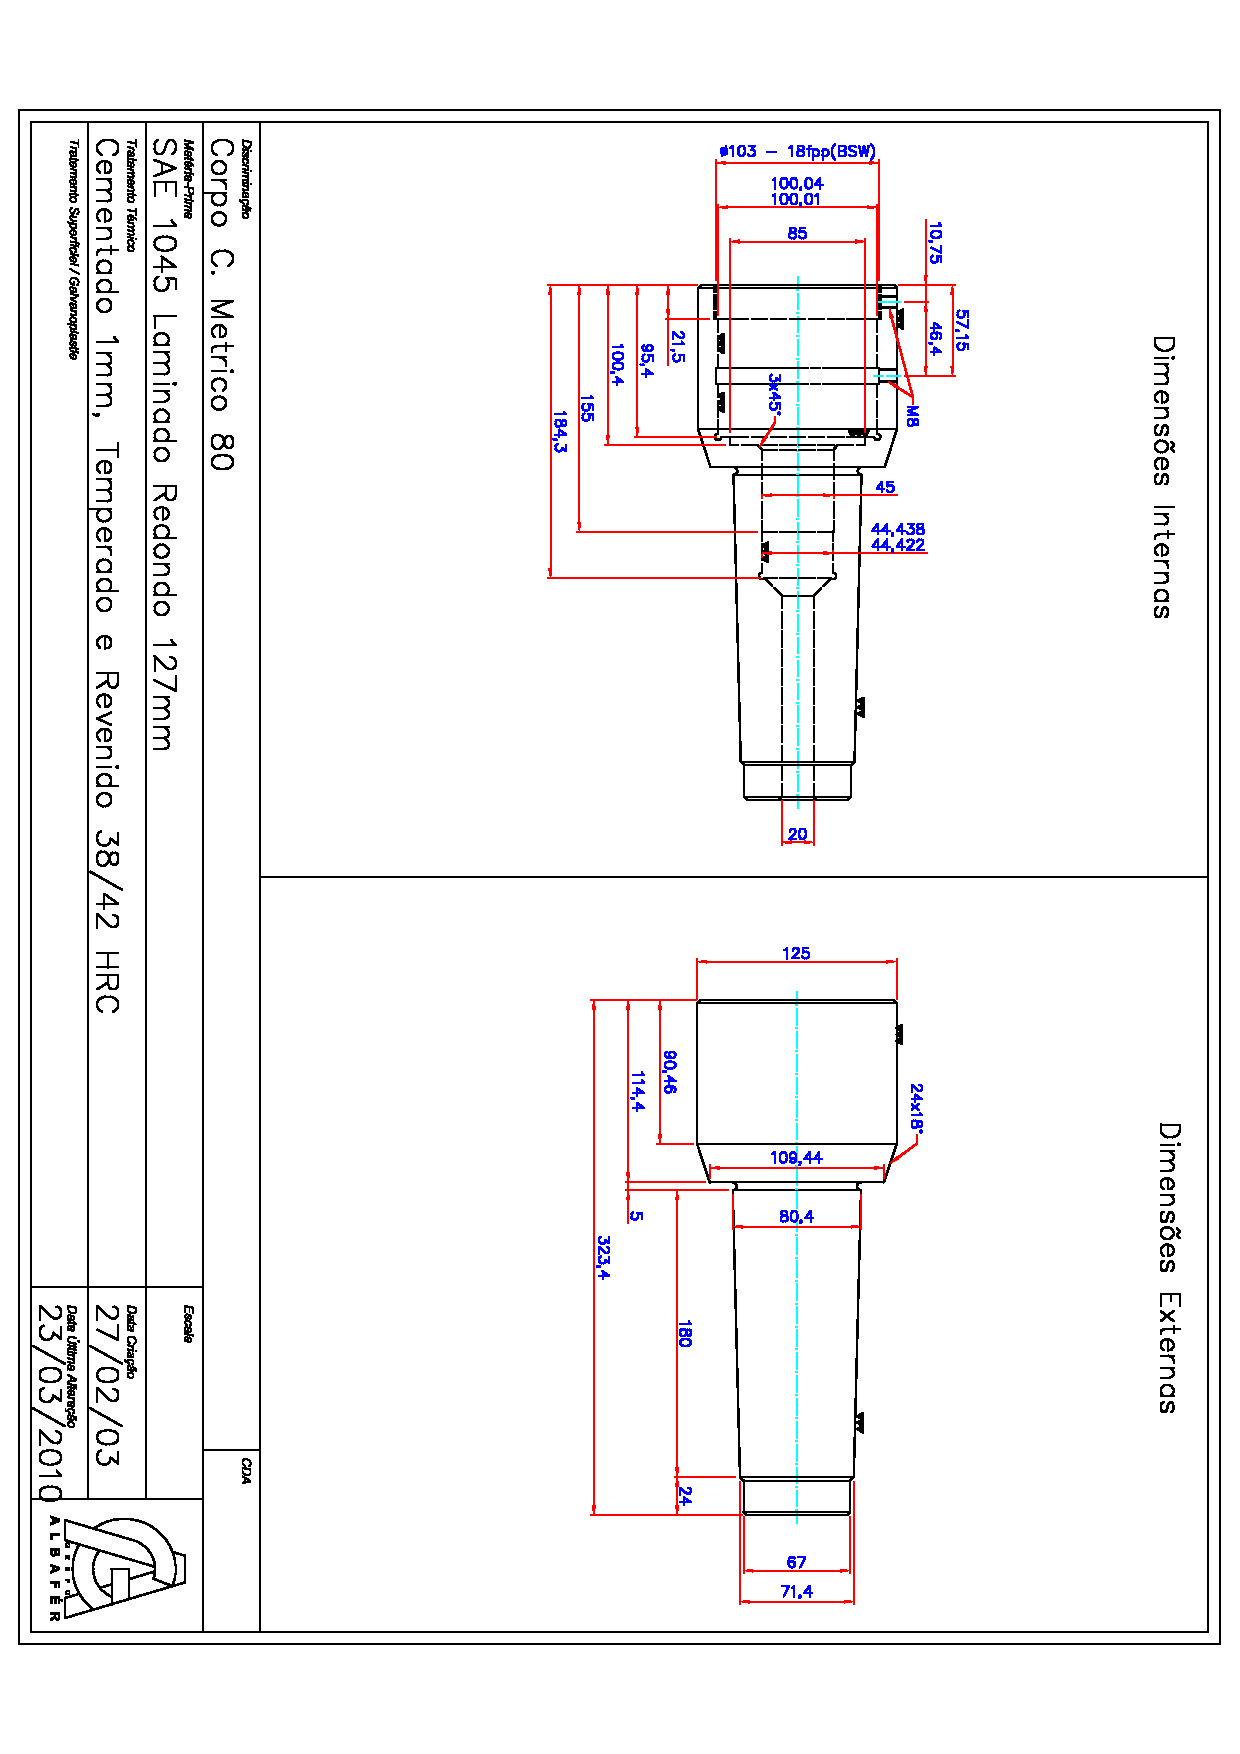 Dimensões Internas
ø103 - 18fpp(BSW)
100,04
100,01
85
10,75
57,15
46,4
M8
21,5
95,4
100,4
155
184,3
3x45°
45
44,438
44,422
20
Dimensões Externas
125
90,46
114,4
24x18°
109,44
80,4
5
323,4
180
24
67
71,4
Discriminação
Corpo C. Metrico 80
CDA
Matéria-Prima
SAE 1045 Laminado Redondo 127mm
Escala
Tratamento Térmico
Cementado 1mm, Temperado e Revenido 38/42 HRC
Data Criação
27/02/03
Tratamento Superficial / Galvanoplastia
Data Última Alteração
23/03/2010
GRUPO
ALBAFÉR